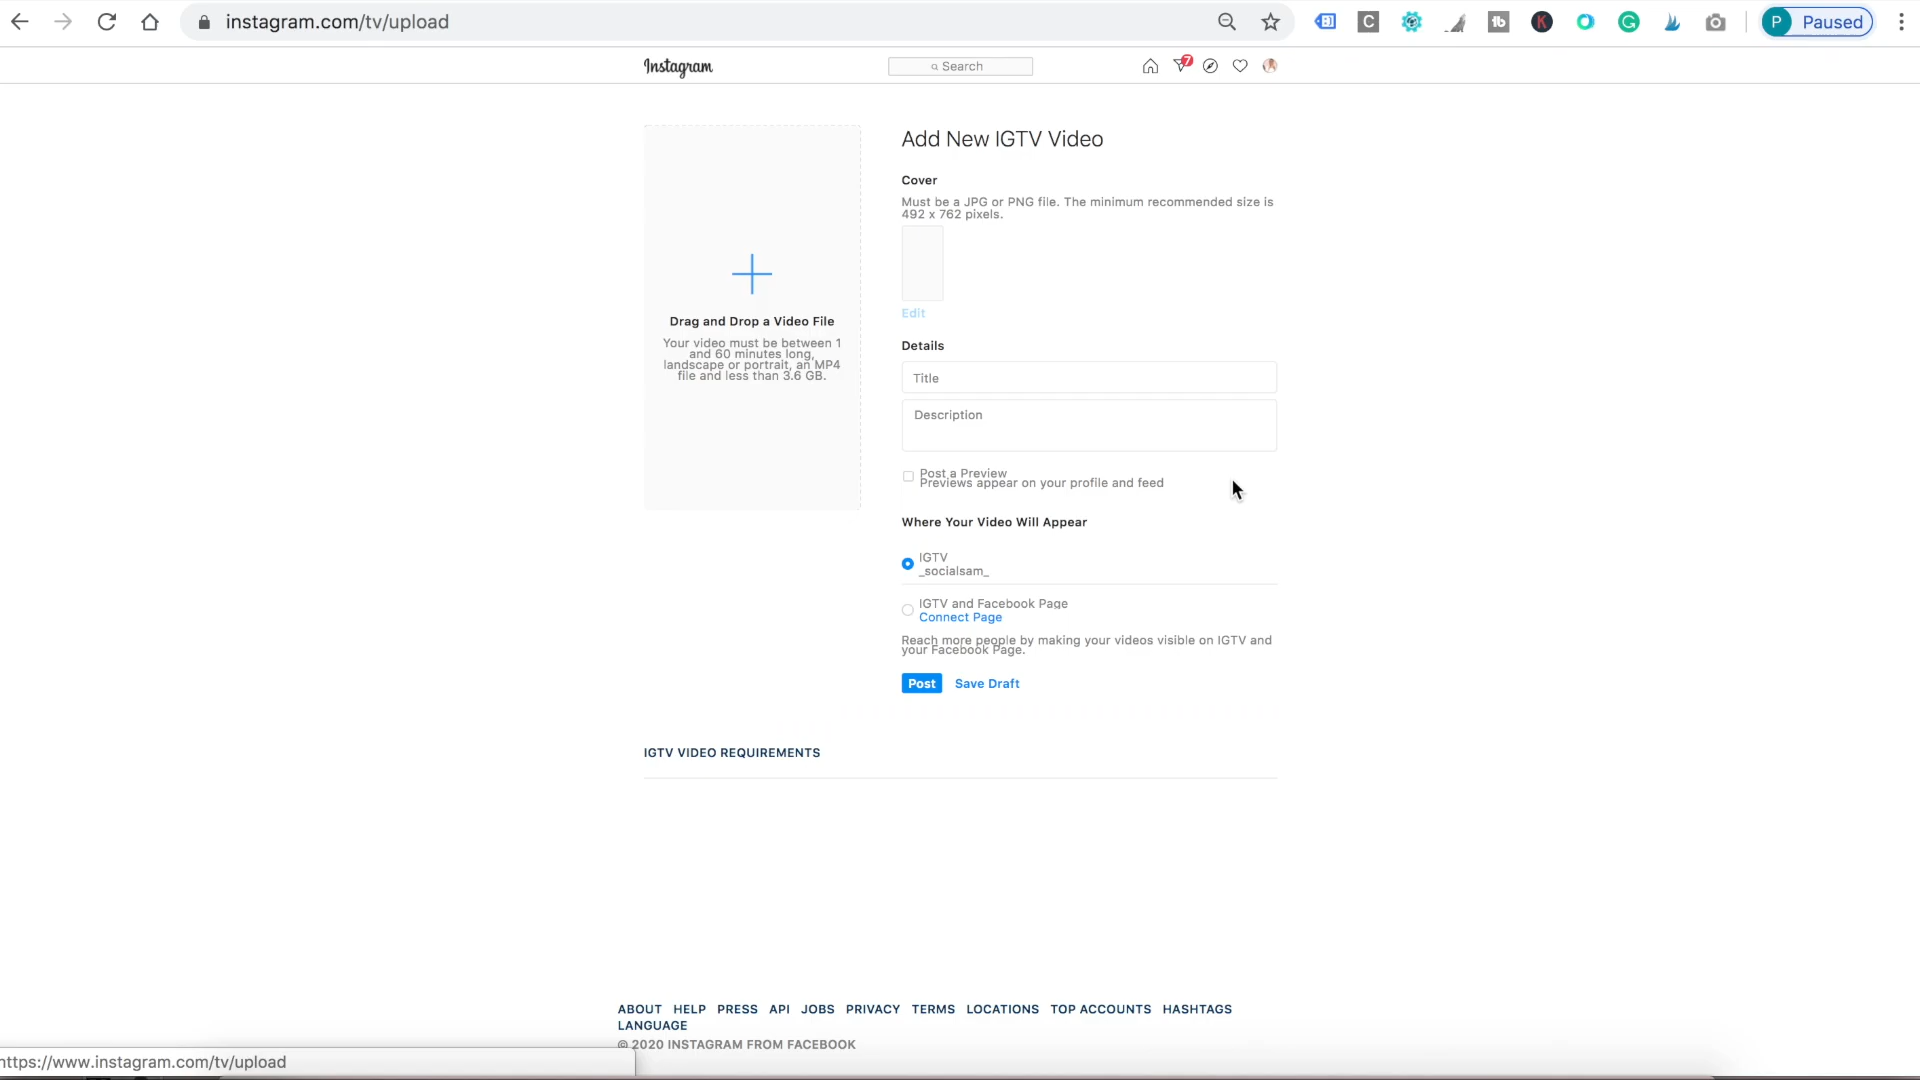 instagram.com/tv/upload
P Paused
Instagram
Search
7
Add New IGTV Video
Cover
Must be a JPG or PNG file. The minimum recommended size is
492 x 762 pixels.
Edit
Drag and Drop a Video File
Your video must be between 1
and 60 minutes long,
landscape or portrait, an MP4
file and less than 3.6 GB.
Details
Title
Description
Post a Preview
Previews appear on your profile and feed
Where Your Video Will Appear
IGTV
_socialsam_
IGTV and Facebook Page
Connect Page
Reach more people by making your videos visible on IGTV and
your Facebook Page.
Post Save Draft
IGTV VIDEO REQUIREMENTS
ABOUT HELP PRESS API JOBS PRIVACY TERMS LOCATIONS TOP ACCOUNTS HASHTAGS
LANGUAGE
© 2020 INSTAGRAM FROM FACEBOOK
https://www.instagram.com/tv/upload